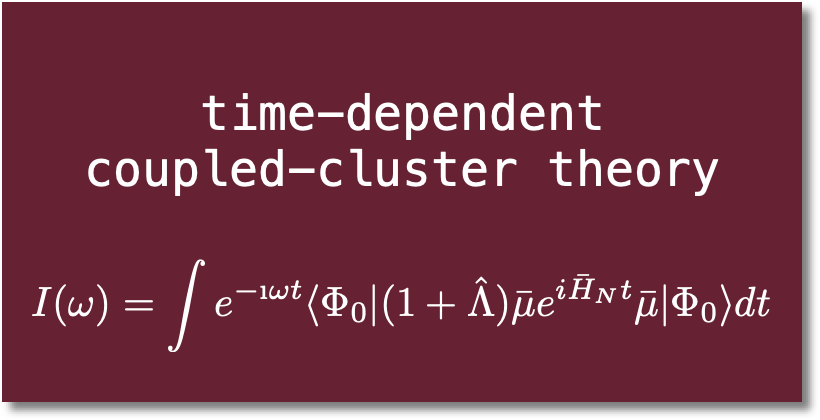 time-dependent
coupled-cluster theory
I(ω) = ∫ e^{−ıωt}⟨Φ₀|(1 + Λ̂)μ̄e^{iH̄_N t}μ̄|Φ₀⟩dt